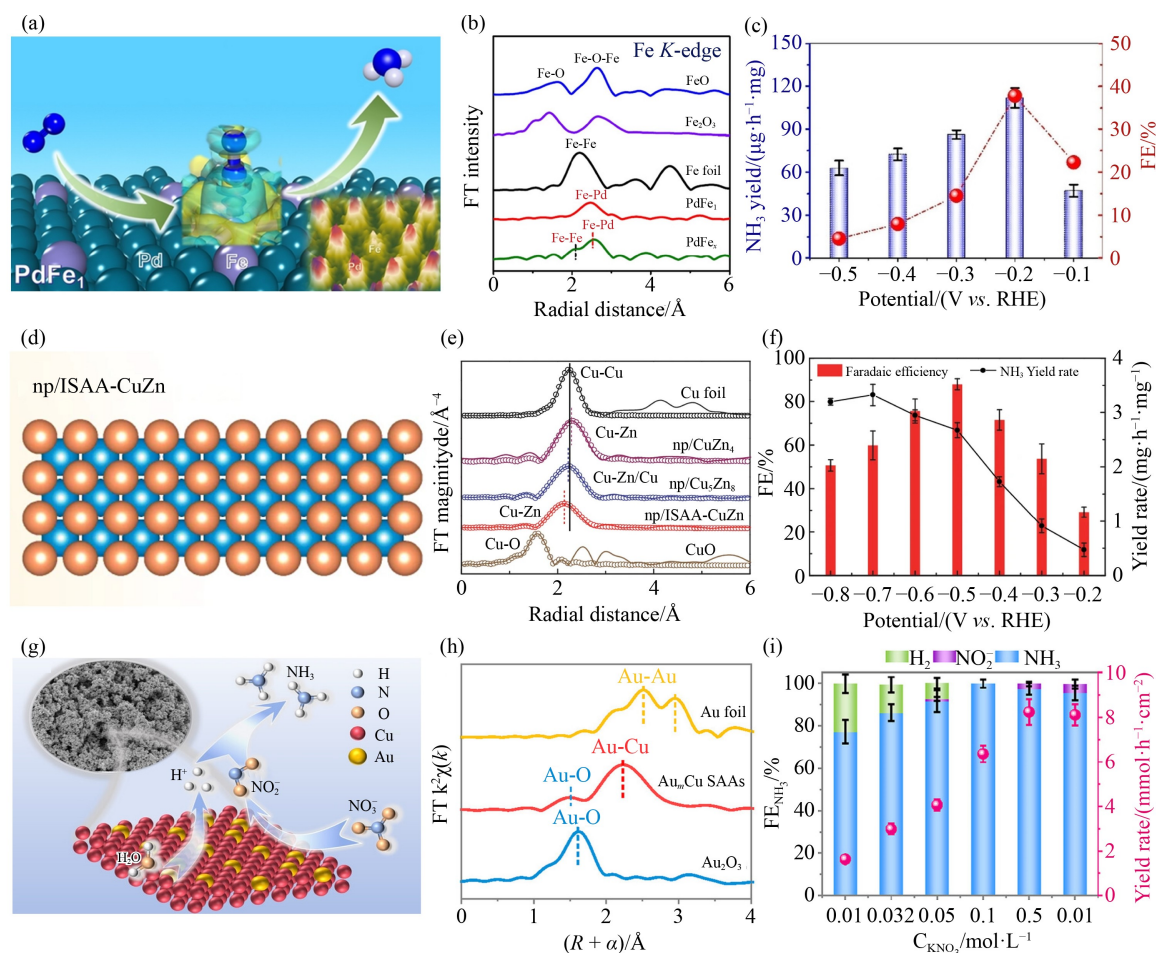 (a)
PdFe₁
Pd
Fe
Fe
Pd
(b)
Fe K-edge
Fe-O-Fe
Fe-O
FeO
Fe₂O₃
Fe-Fe
Fe foil
Fe-Pd
PdFe₁
Fe-Pd
Fe-Fe
PdFeₓ
FT intensity
0 1 2 3 4 5 6
Radial distance/Å
(c)
150
120
90
60
30
0
NH₃ yield/(μg·h⁻¹·mg)
50
40
30
20
10
0
FE/%
−0.5 −0.4 −0.3 −0.2 −0.1
Potential/(V vs. RHE)
(d)
np/ISAA-CuZn
(e)
Cu-Cu
Cu foil
Cu-Zn
np/CuZn₄
Cu-Zn/Cu
np/Cu₅Zn₈
Cu-Zn
np/ISAA-CuZn
Cu-O
CuO
FT maginityde/Å⁻⁴
0 1 2 3 4 5 6
Radial distance/Å
(f)
Faradaic efficiency
NH₃ Yield rate
100
80
60
40
20
0
FE/%
4
3
2
1
0
Yield rate/(mg·h⁻¹·mg⁻¹)
−0.8 −0.7 −0.6 −0.5 −0.4 −0.3 −0.2
Potential/(V vs. RHE)
(g)
NH₃
H
N
O
Cu
Au
H⁺
NO₂⁻
NO₃⁻
H₂O
(h)
Au-Au
Au foil
Au-Cu
Au-O
AuₘCu SAAs
Au-O
Au₂O₃
FT k²χ(k)
0 1 2 3 4
(R + α)/Å
(i)
H₂ NO₂⁻ NH₃
100
80
60
40
20
0
FE_NH₃/%
10
8
6
4
2
0
Yield rate/(mmol·h⁻¹·cm⁻²)
0.01 0.032 0.05 0.1 0.5 0.01
C_KNO₃/mol·L⁻¹